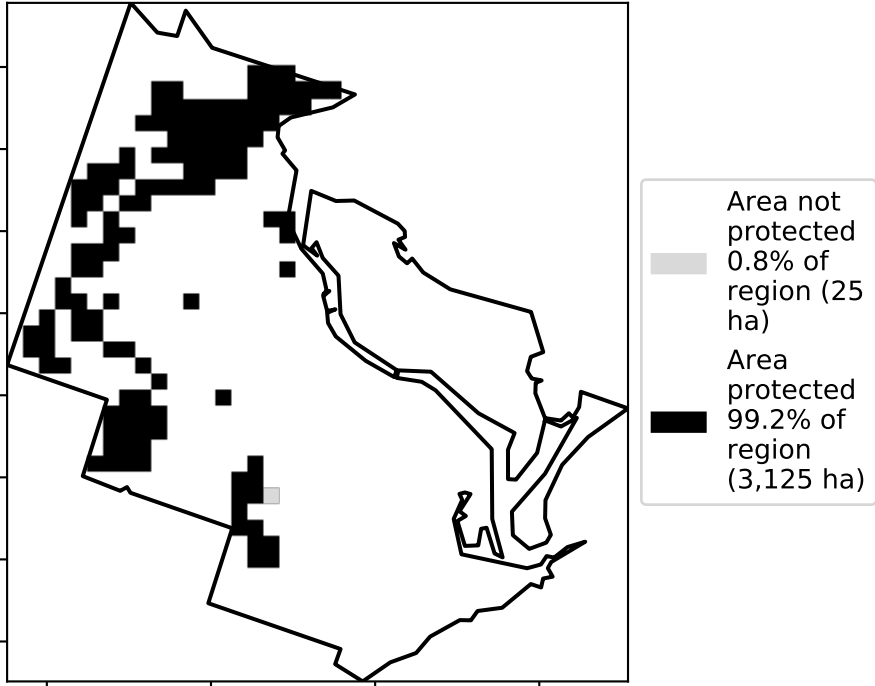 Area not
protected
0.8% of
region (25
ha)
Area
protected
99.2% of
region
(3,125 ha)